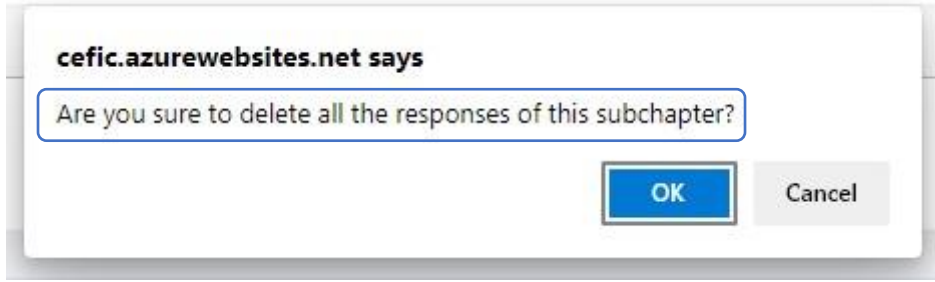 cefic.azurewebsites.net says
Are you sure to delete all the responses of this subchapter?
OK
Cancel